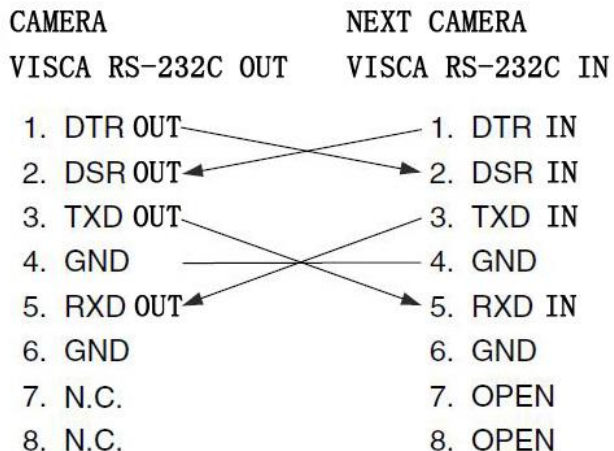 CAMERA NEXT CAMERA
VISCA RS-232C OUT VISCA RS-232C IN
1. DTR OUT 1. DTR IN
2. DSR OUT 2. DSR IN
3. TXD OUT 3. TXD IN
4. GND 4. GND
5. RXD OUT 5. RXD IN
6. GND 6. GND
7. N.C. 7. OPEN
8. N.C. 8. OPEN